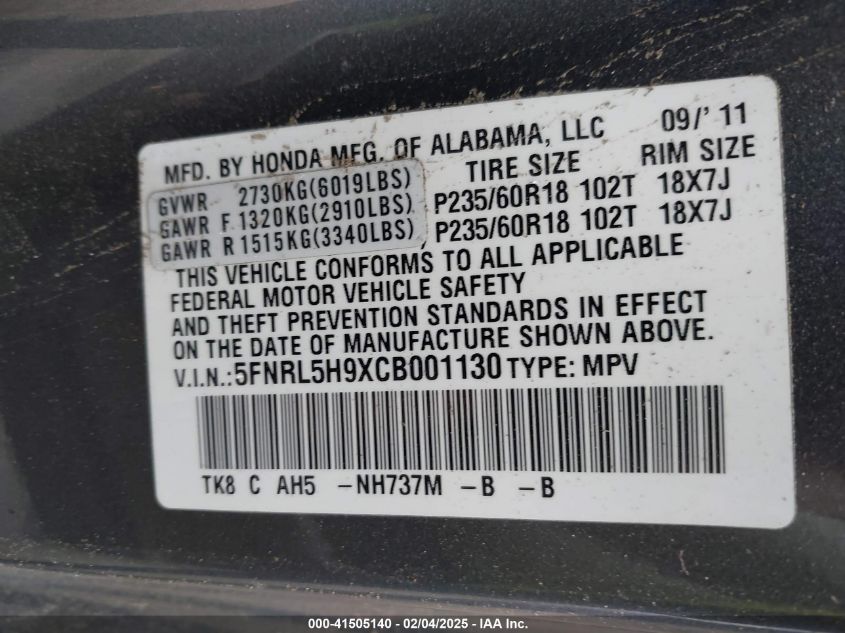 MFD. BY HONDA MFG. OF ALABAMA, LLC 09/' 11
GVWR 2730KG(6019LBS) TIRE SIZE RIM SIZE
GAWR F 1320KG(2910LBS) P235/60R18 102T 18X7J
GAWR R 1515KG(3340LBS), P235/60R18 102T 18X7J
THIS VEHICLE CONFORMS TO ALL APPLICABLE
FEDERAL MOTOR VEHICLE SAFETY
AND THEFT PREVENTION STANDARDS IN EFFECT
ON THE DATE OF MANUFACTURE SHOWN ABOVE.
V.I.N.:5FNRL5H9XCB001130 TYPE: MPV
TK8 C AH5 -NH737M -B -B
000-41505140 - 02/04/2025 - IAA Inc.